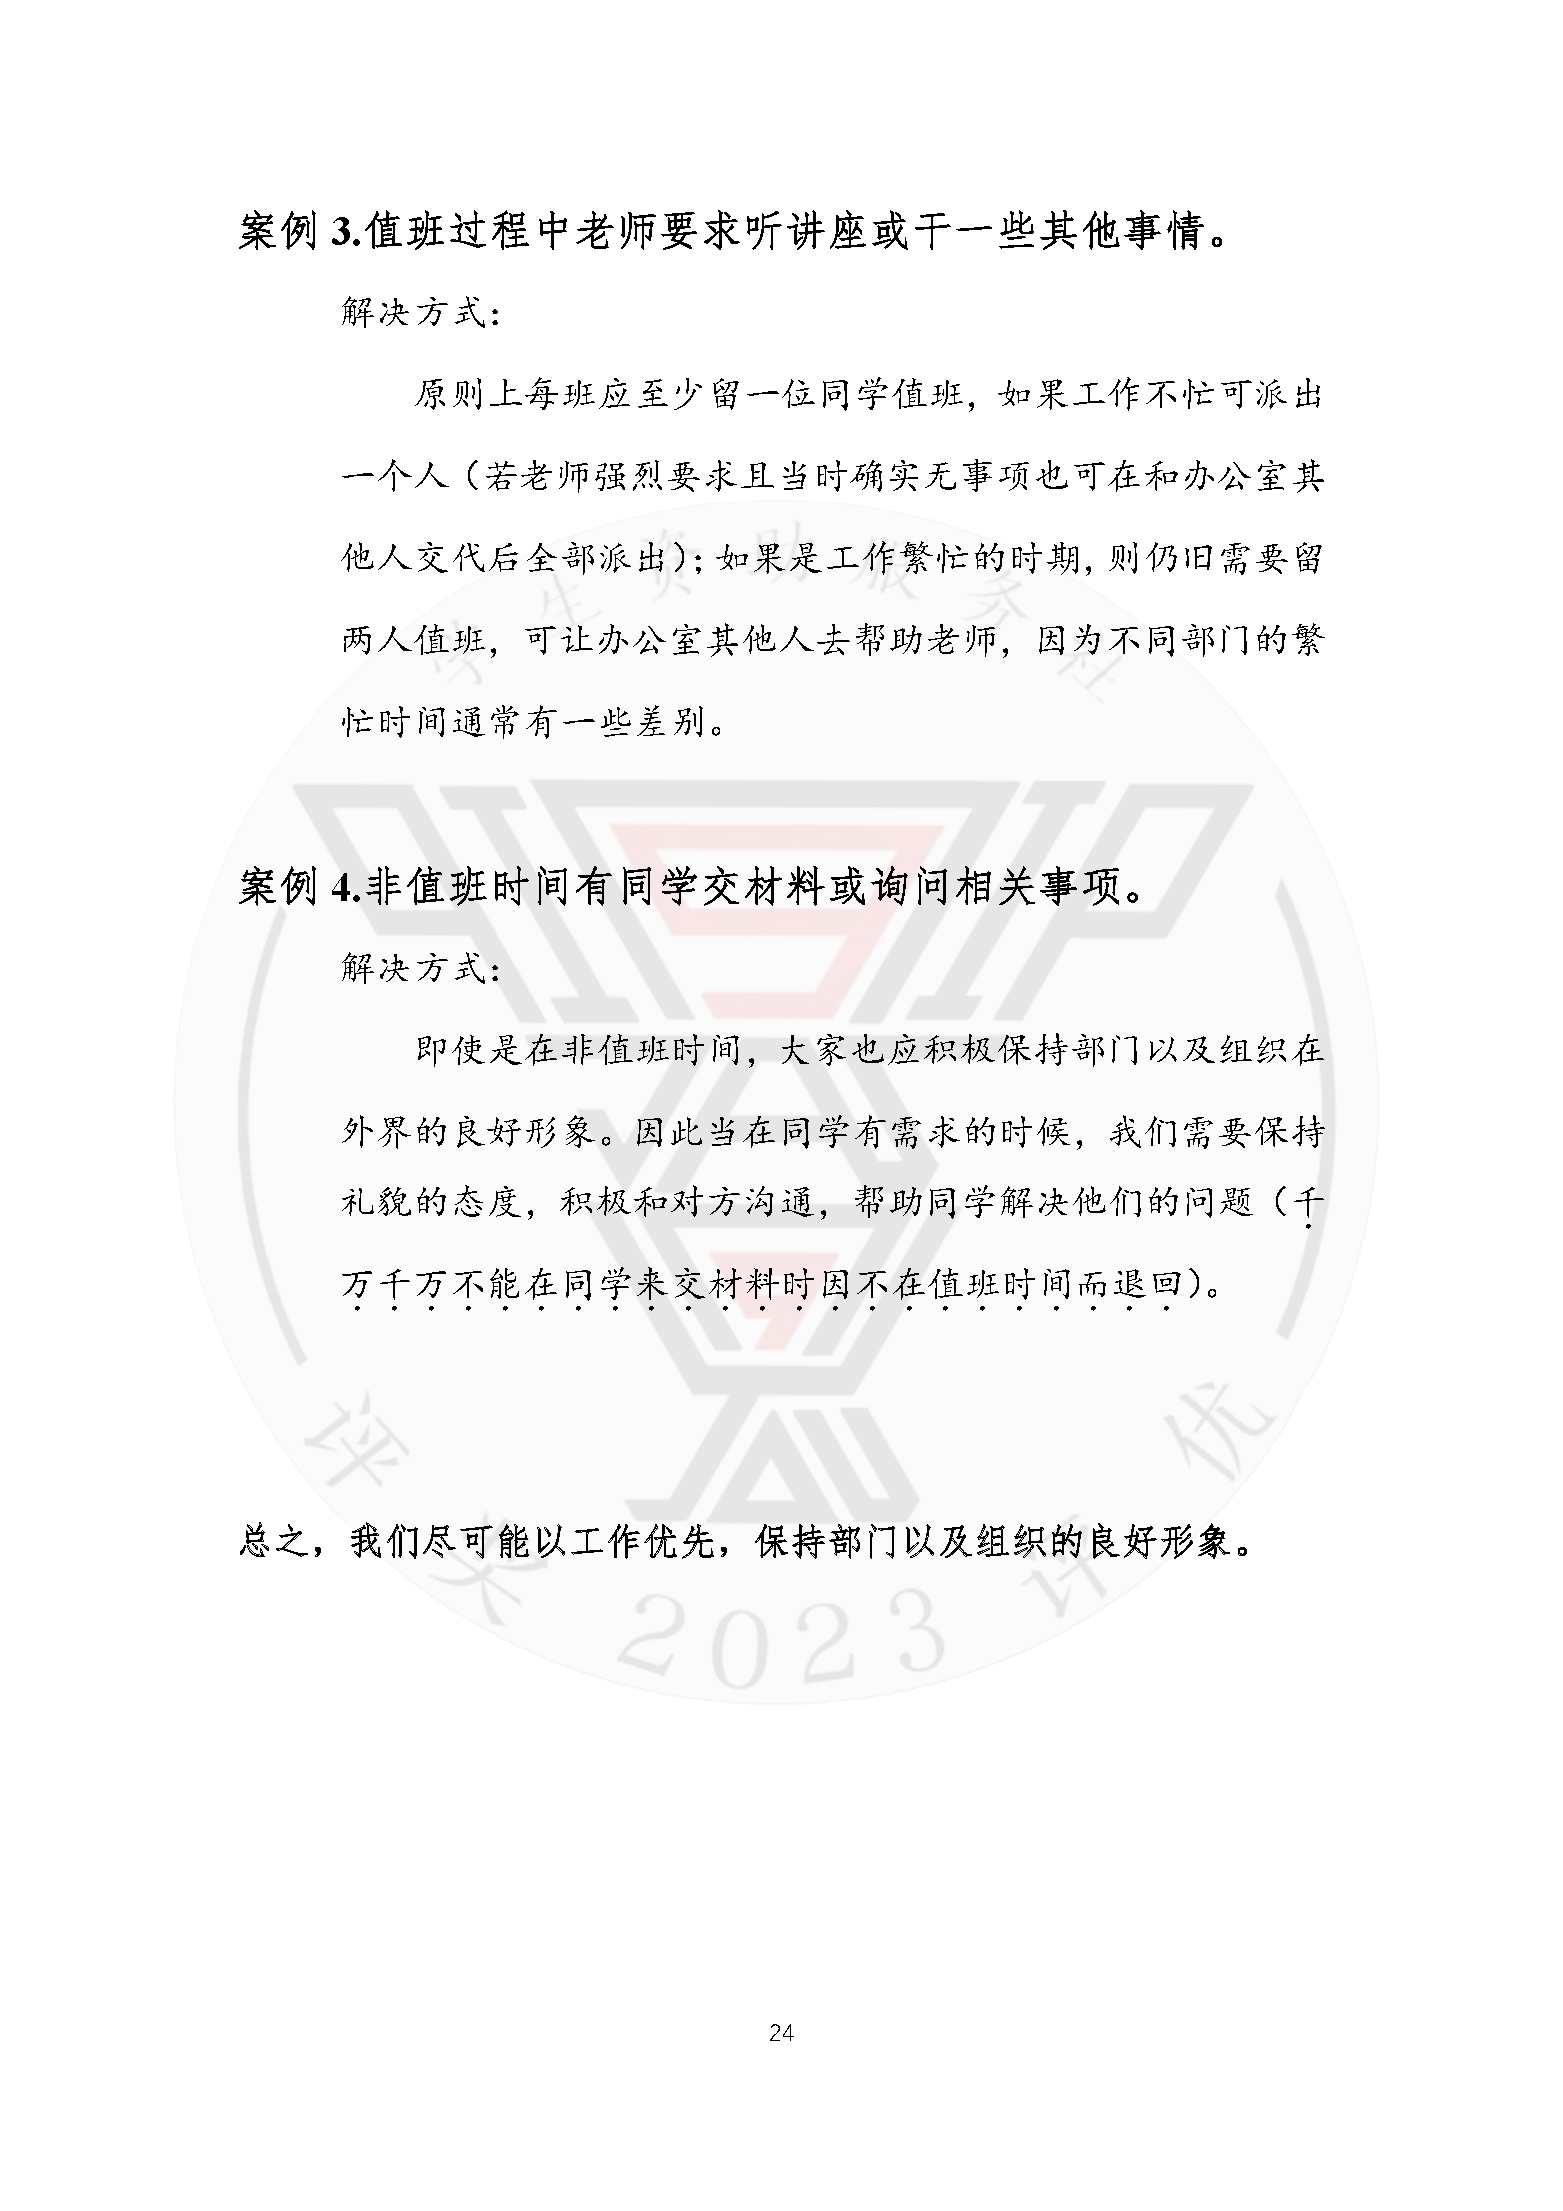 案例 3.值班过程中老师要求听讲座或干一些其他事情。
解决方式：
原则上每班应至少留一位同学值班，如果工作不忙可派出
一个人（若老师强烈要求且当时确实无事项也可在和办公室其
他人交代后全部派出）；如果是工作繁忙的时期，则仍旧需要留
两人值班，可让办公室其他人去帮助老师，因为不同部门的繁
忙时间通常有一些差别。
案例 4.非值班时间有同学交材料或询问相关事项。
解决方式：
即使是在非值班时间，大家也应积极保持部门以及组织在
外界的良好形象。因此当在同学有需求的时候，我们需要保持
礼貌的态度，积极和对方沟通，帮助同学解决他们的问题（千
万千万不能在同学来交材料时因不在值班时间而退回）。
总之，我们尽可能以工作优先，保持部门以及组织的良好形象。
学生资助服务社
评奖 2023 评优
24